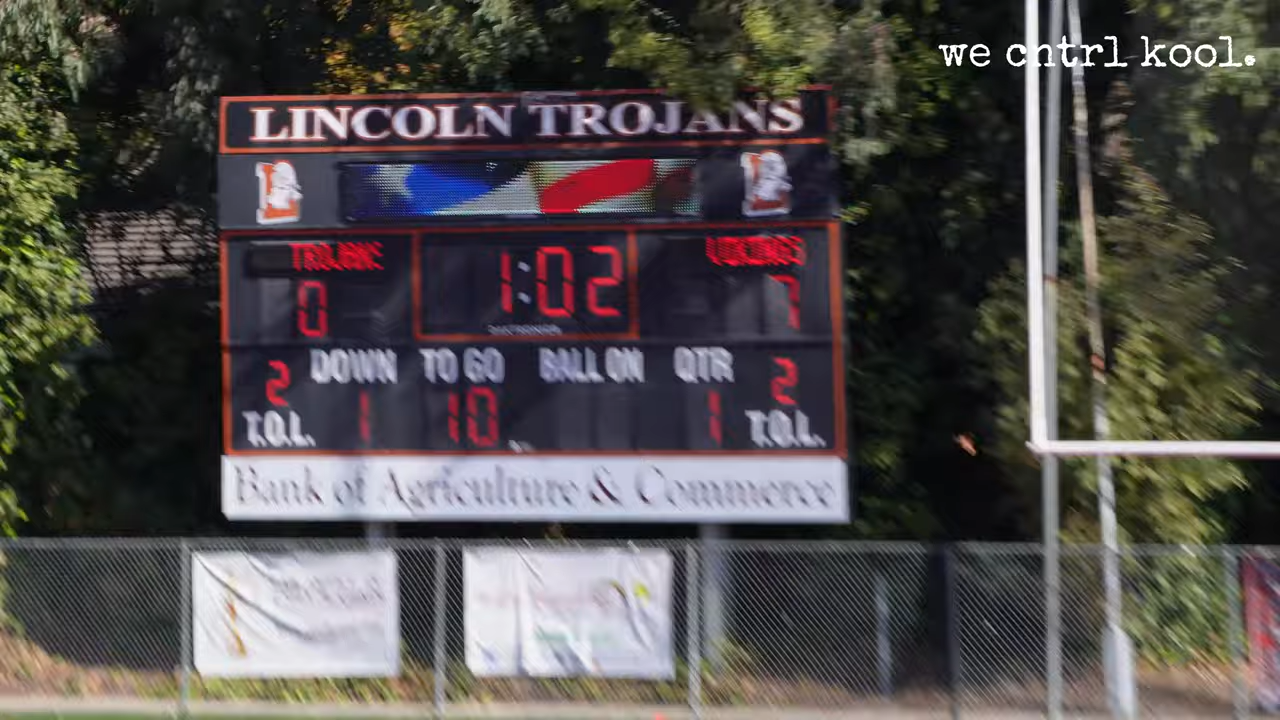 we cntrl kool.
LINCOLN TROJANS
L L
TROJANS 1:02 VIKINGS
0 7
DOWN TO GO BALL ON QTR
2 2
T.O.L. 1 10 1 T.O.L.
Bank of Agriculture & Commerce